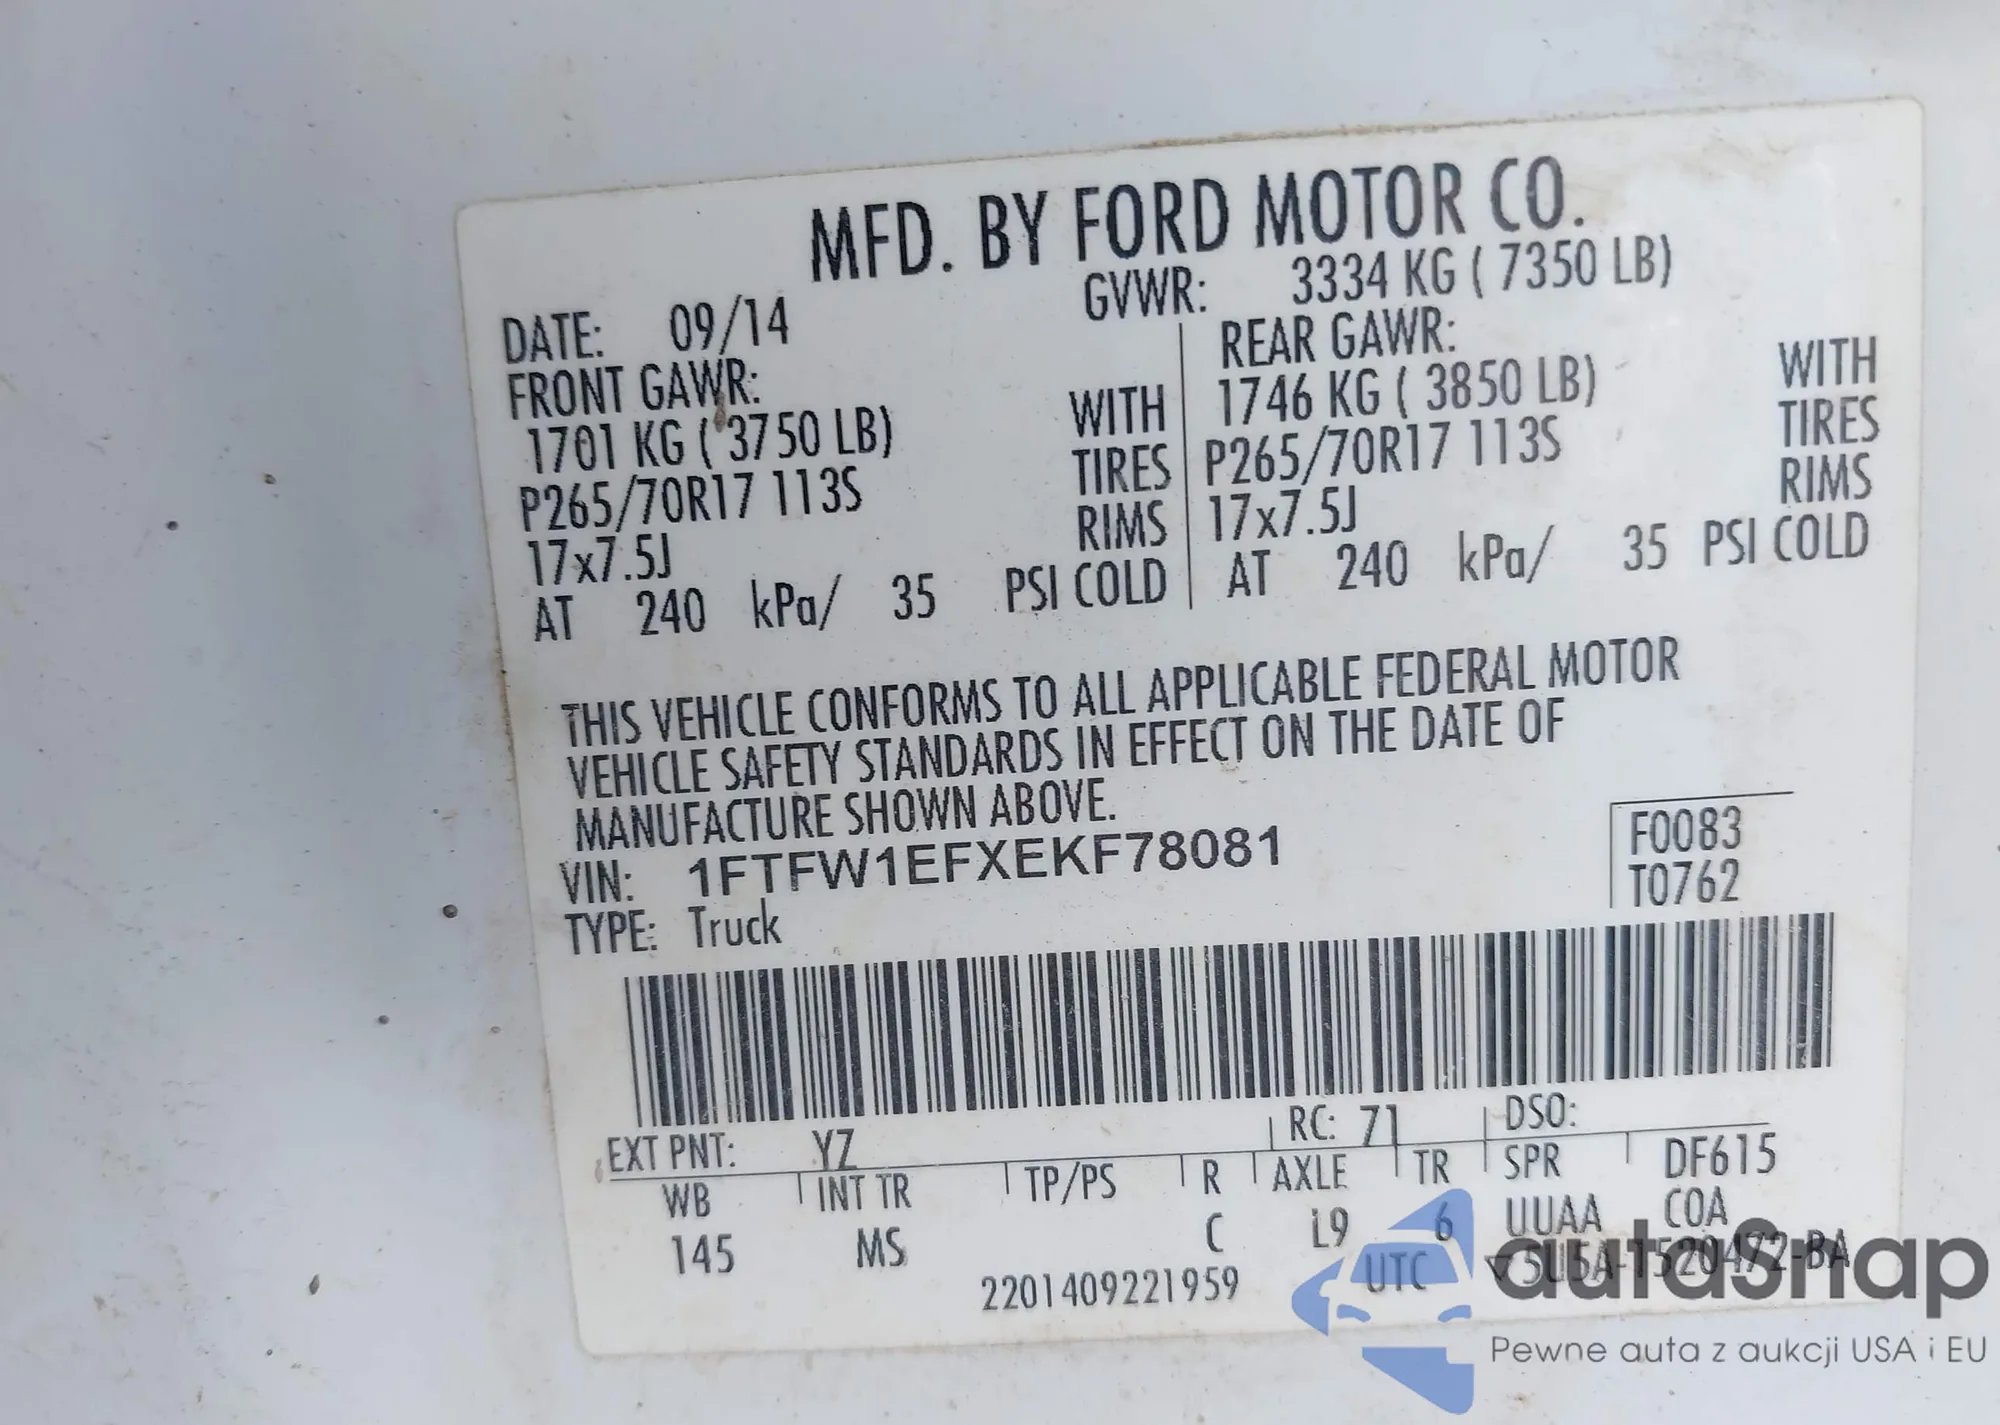 MFD. BY FORD MOTOR CO.
DATE: 09/14 GVWR: 3334 KG ( 7350 LB)
FRONT GAWR: REAR GAWR:
1701 KG ( 3750 LB) WITH 1746 KG ( 3850 LB) WITH
P265/70R17 113S TIRES P265/70R17 113S TIRES
17x7.5J RIMS 17x7.5J RIMS
AT 240 kPa/ 35 PSI COLD AT 240 kPa/ 35 PSI COLD
THIS VEHICLE CONFORMS TO ALL APPLICABLE FEDERAL MOTOR
VEHICLE SAFETY STANDARDS IN EFFECT ON THE DATE OF
MANUFACTURE SHOWN ABOVE.
VIN: 1FTFW1EFXEKF78081 F0083
TYPE: Truck T0762
EXT PNT: YZ RC: 71 DSO:
WB INT TR TP/PS R AXLE TR SPR DF615
145 MS C L9 6 UUAA COA
2201409221959 UTC 5U5A-1520472-BA
autoSnap
Pewne auta z aukcji USA i EU